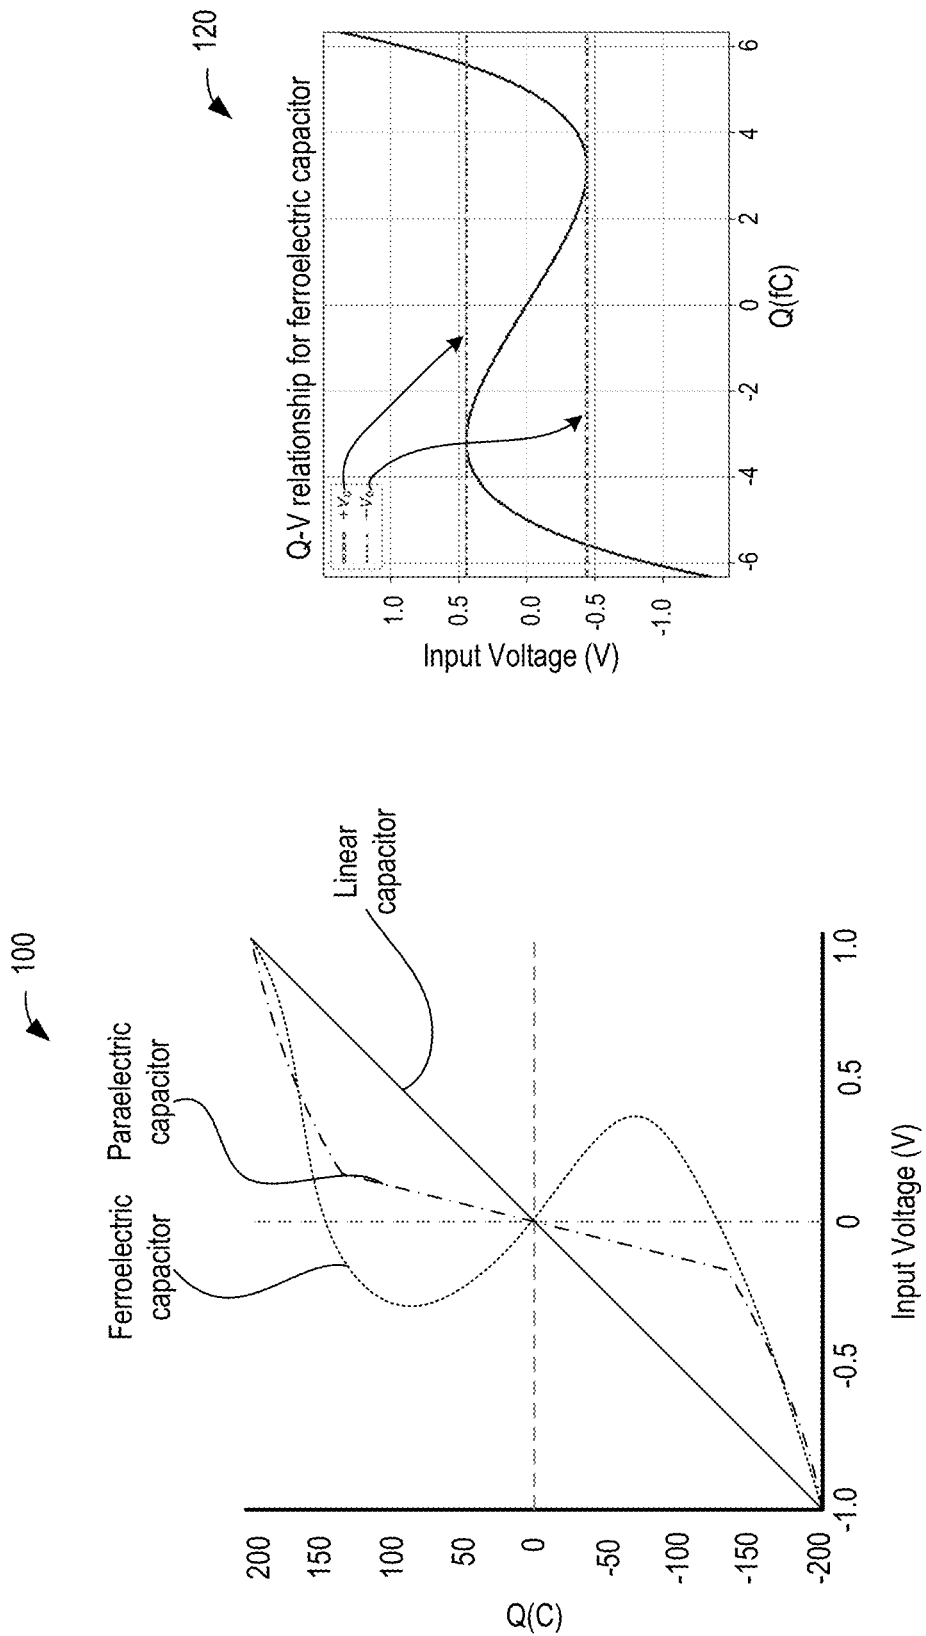 100
Ferroelectric
capacitor
Paraelectric
capacitor
Linear
capacitor
200
150
100
50
0
-50
-100
-150
-200
Q(C)
-1.0
-0.5
0
0.5
1.0
Input Voltage (V)
120
Q-V relationship for ferroelectric capacitor
1.0
0.5
0.0
-0.5
-1.0
Input Voltage (V)
-6
-4
-2
0
2
4
6
Q(fC)